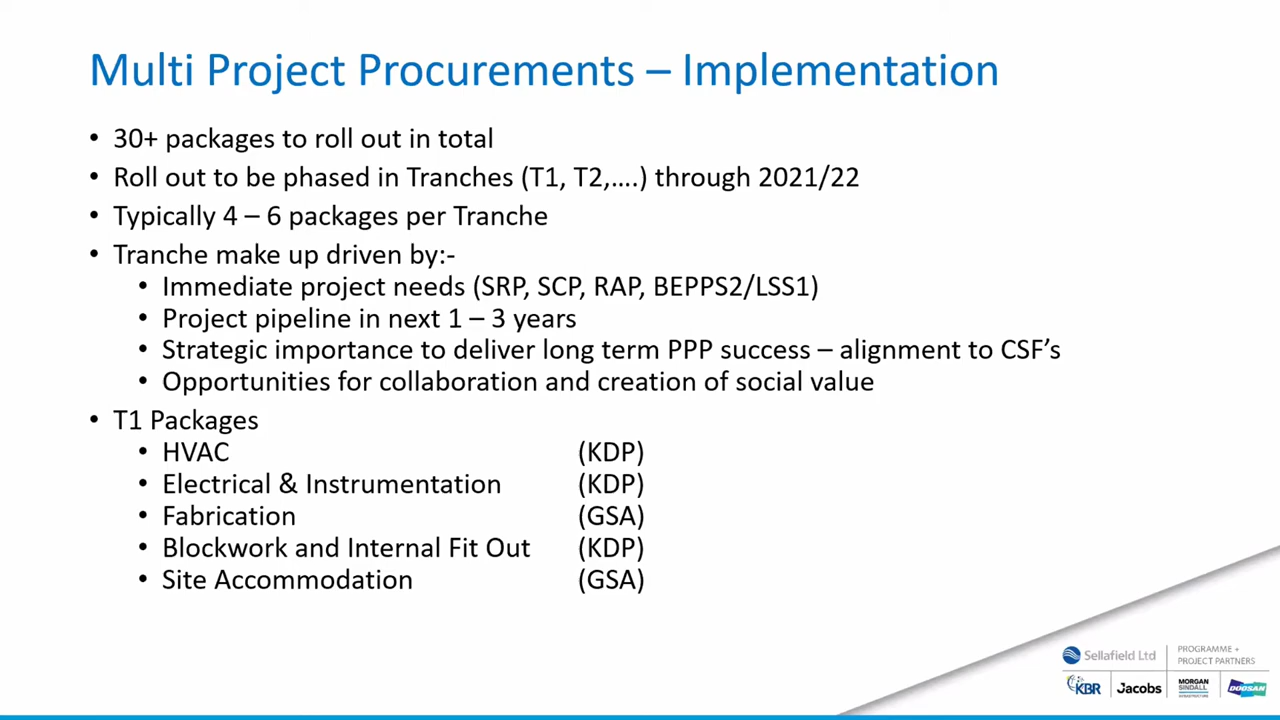 Multi Project Procurements – Implementation
• 30+ packages to roll out in total
• Roll out to be phased in Tranches (T1, T2,….) through 2021/22
• Typically 4 – 6 packages per Tranche
• Tranche make up driven by:-
• Immediate project needs (SRP, SCP, RAP, BEPPS2/LSS1)
• Project pipeline in next 1 – 3 years
• Strategic importance to deliver long term PPP success – alignment to CSF’s
• Opportunities for collaboration and creation of social value
• T1 Packages
• HVAC (KDP)
• Electrical & Instrumentation (KDP)
• Fabrication (GSA)
• Blockwork and Internal Fit Out (KDP)
• Site Accommodation (GSA)
Sellafield Ltd
PROGRAMME +
PROJECT PARTNERS
KBR
Jacobs
MORGAN
SINDALL
INFRASTRUCTURE
DOOSAN